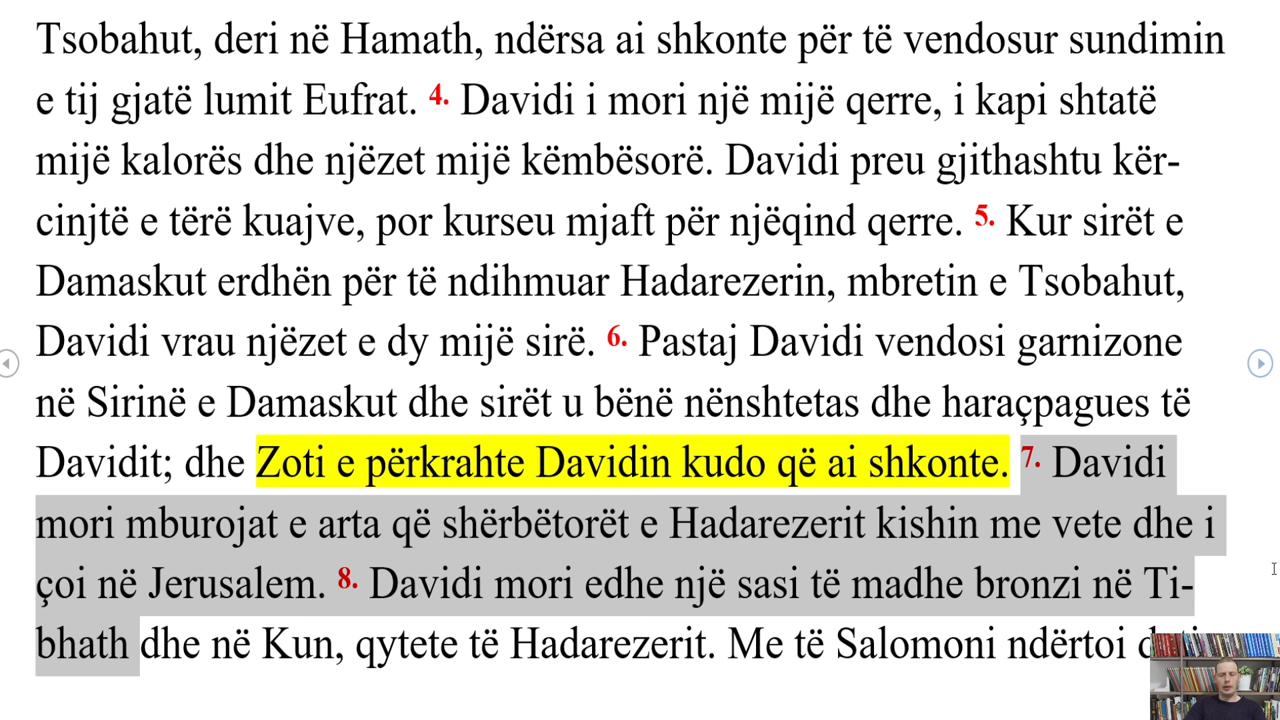 Tsobahut, deri në Hamath, ndërsa ai shkonte për të vendosur sundimin
e tij gjatë lumit Eufrat. 4. Davidi i mori një mijë qerre, i kapi shtatë
mijë kalorës dhe njëzet mijë këmbësorë. Davidi preu gjithashtu kër-
cinjtë e tërë kuajve, por kurseu mjaft për njëqind qerre. 5. Kur sirët e
Damaskut erdhën për të ndihmuar Hadarezerin, mbretin e Tsobahut,
Davidi vrau njëzet e dy mijë sirë. 6. Pastaj Davidi vendosi garnizone
në Sirinë e Damaskut dhe sirët u bënë nënshtetas dhe haraçpagues të
Davidit; dhe Zoti e përkrahte Davidin kudo që ai shkonte. 7. Davidi
mori mburojat e arta që shërbëtorët e Hadarezerit kishin me vete dhe i
çoi në Jerusalem. 8. Davidi mori edhe një sasi të madhe bronzi në Ti-
bhath dhe në Kun, qytete të Hadarezerit. Me të Salomoni ndërtoi